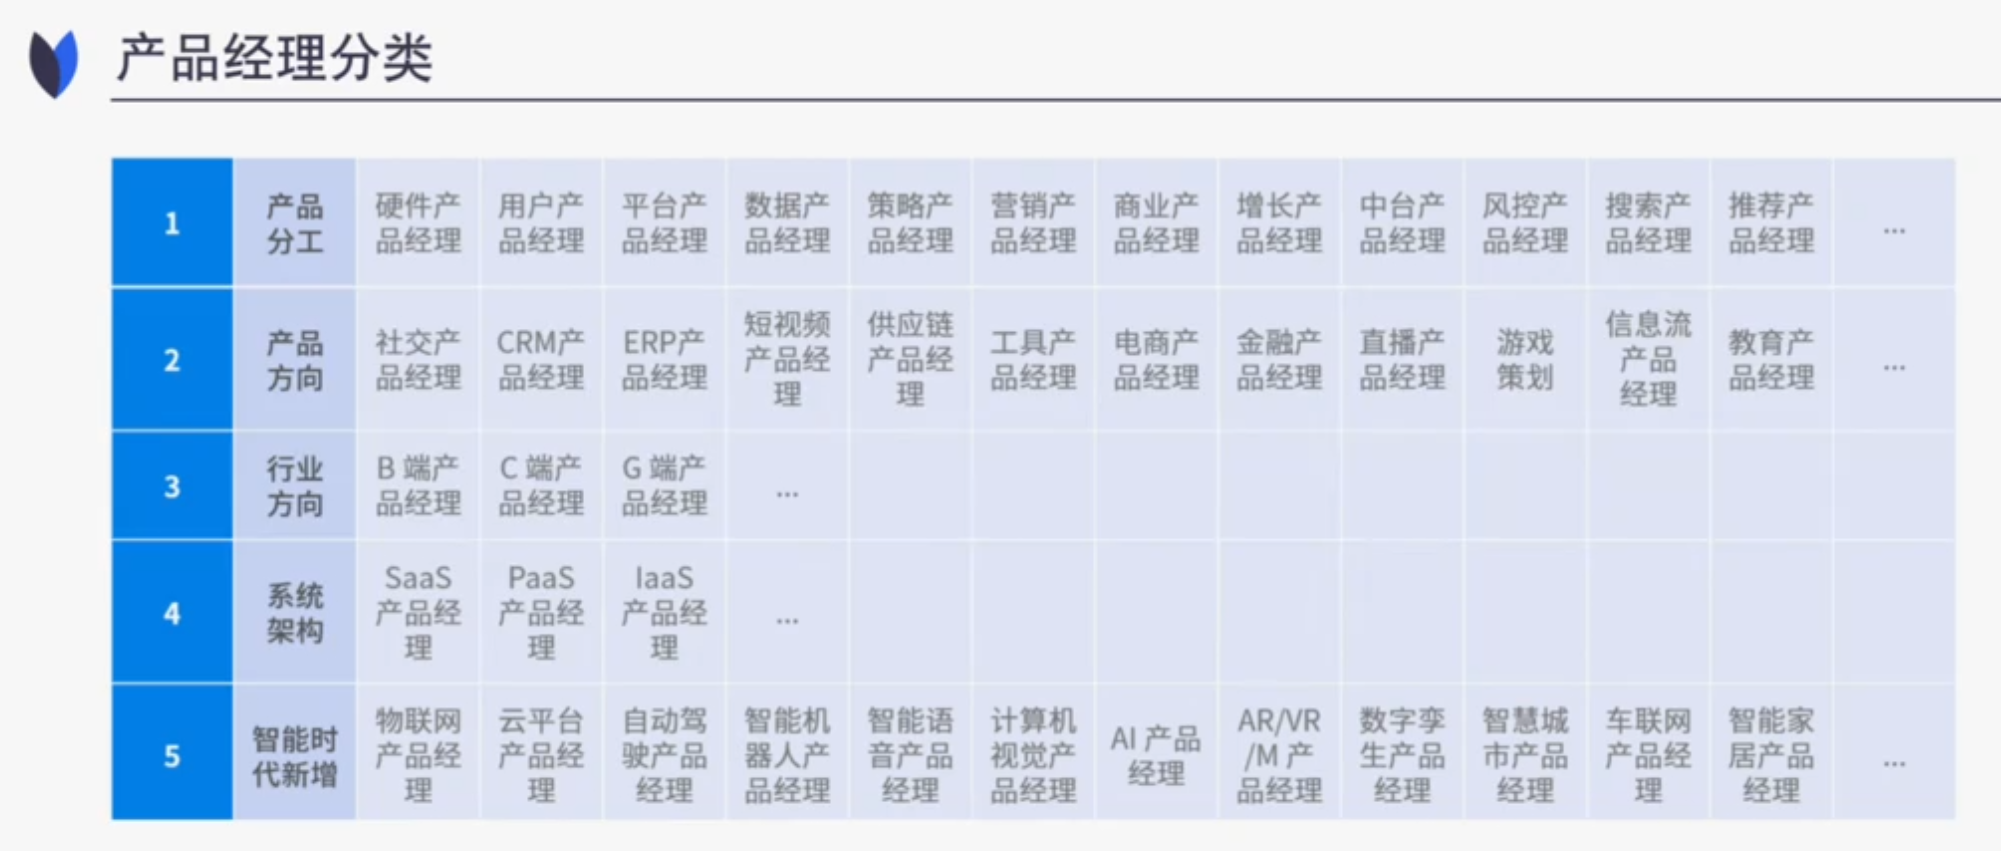 产品经理分类
1
产品
分工
硬件产
品经理
用户产
品经理
平台产
品经理
数据产
品经理
策略产
品经理
营销产
品经理
商业产
品经理
增长产
品经理
中台产
品经理
风控产
品经理
搜索产
品经理
推荐产
品经理
...
2
产品
方向
社交产
品经理
CRM产
品经理
ERP产
品经理
短视频
产品经
理
供应链
产品经
理
工具产
品经理
电商产
品经理
金融产
品经理
直播产
品经理
游戏
策划
信息流
产品
经理
教育产
品经理
...
3
行业
方向
B 端产
品经理
C 端产
品经理
G 端产
品经理
...
4
系统
架构
SaaS
产品经
理
PaaS
产品经
理
IaaS
产品经
理
...
5
智能时
代新增
物联网
产品经
理
云平台
产品经
理
自动驾
驶产品
经理
智能机
器人产
品经理
智能语
音产品
经理
计算机
视觉产
品经理
AI 产品
经理
AR/VR
/M 产
品经理
数字孪
生产品
经理
智慧城
市产品
经理
车联网
产品经
理
智能家
居产品
经理
...